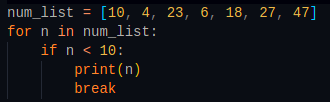 num_list = [10, 4, 23, 6, 18, 27, 47]
for n in num_list:
    if n < 10:
        print(n)
        break